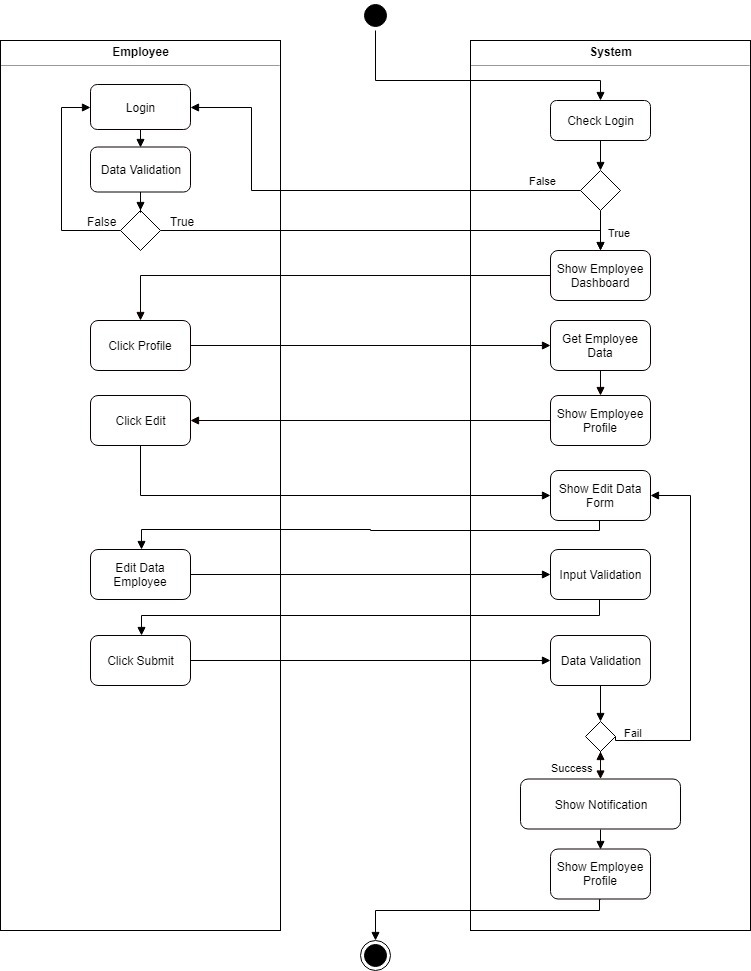 Employee
System
Login
Check Login
Data Validation
False
False
True
True
Show Employee
Dashboard
Click Profile
Get Employee
Data
Click Edit
Show Employee
Profile
Show Edit Data
Form
Edit Data
Employee
Input Validation
Click Submit
Data Validation
Fail
Success
Show Notification
Show Employee
Profile